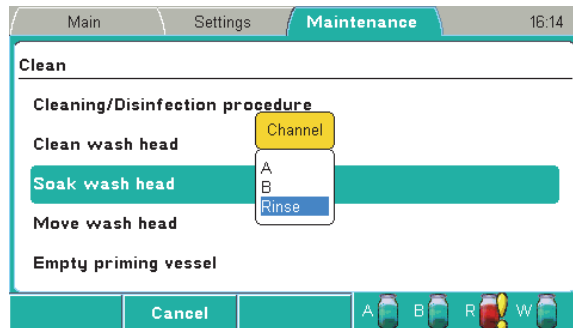 Main Settings Maintenance 16:14
Clean
Cleaning/Disinfection procedure
Channel
Clean wash head
A
Soak wash head
B
Rinse
Move wash head
Empty priming vessel
Cancel A B R W